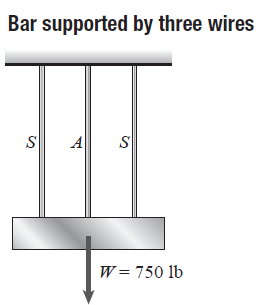 Bar supported by three wires
S A S
W = 750 lb